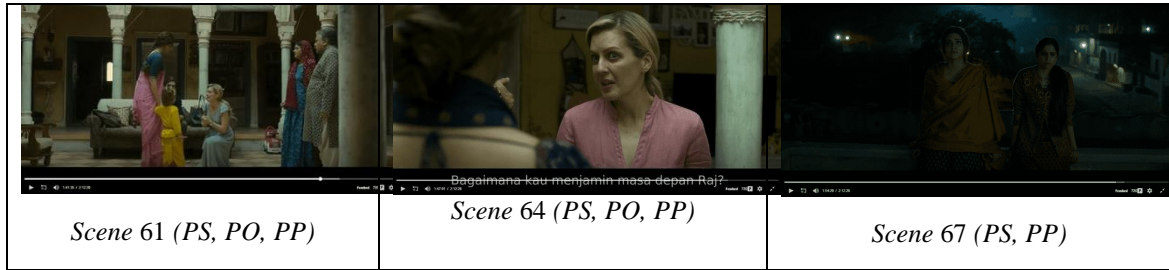 Bagaimana kau menjamin masa depan Raj?
Scene 61 (PS, PO, PP)
Scene 64 (PS, PO, PP)
Scene 67 (PS, PP)